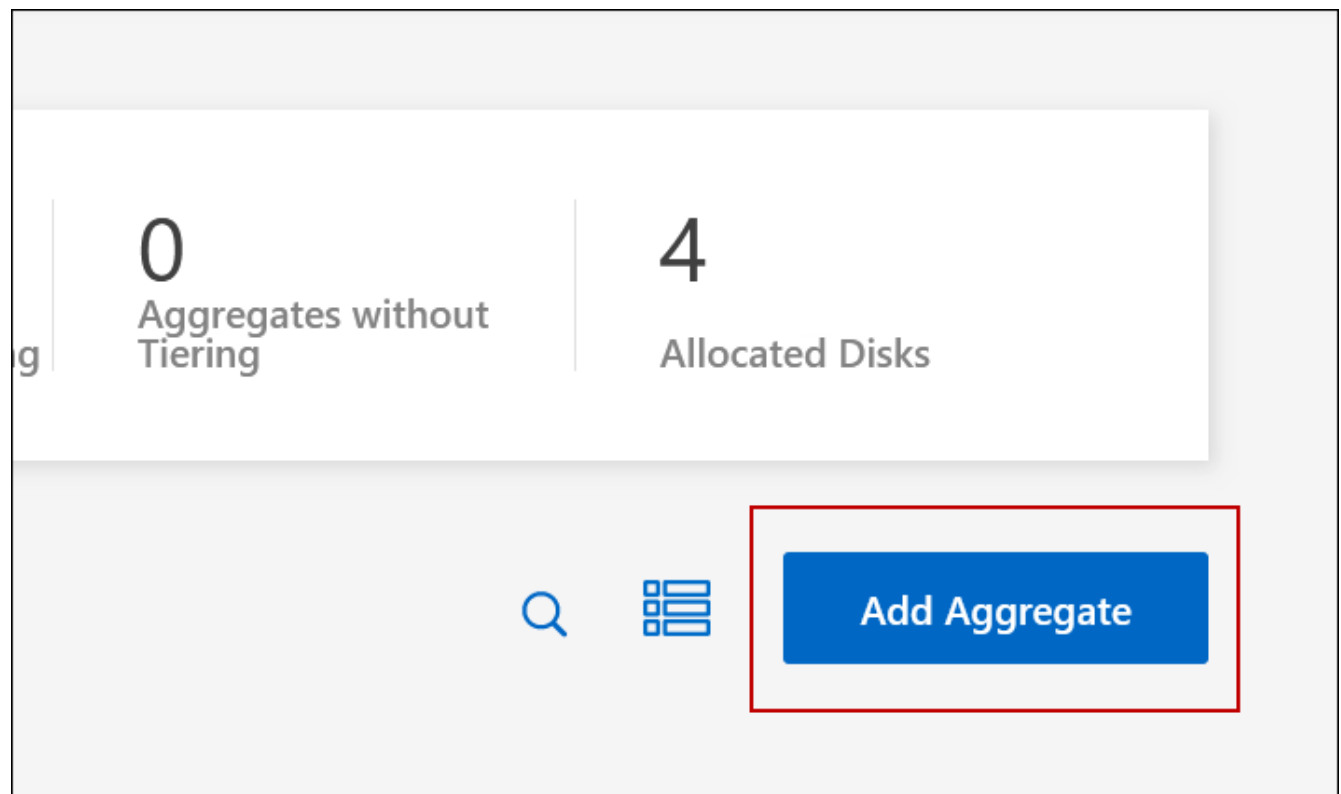 0
Aggregates without
Tiering
4
Allocated Disks
Add Aggregate